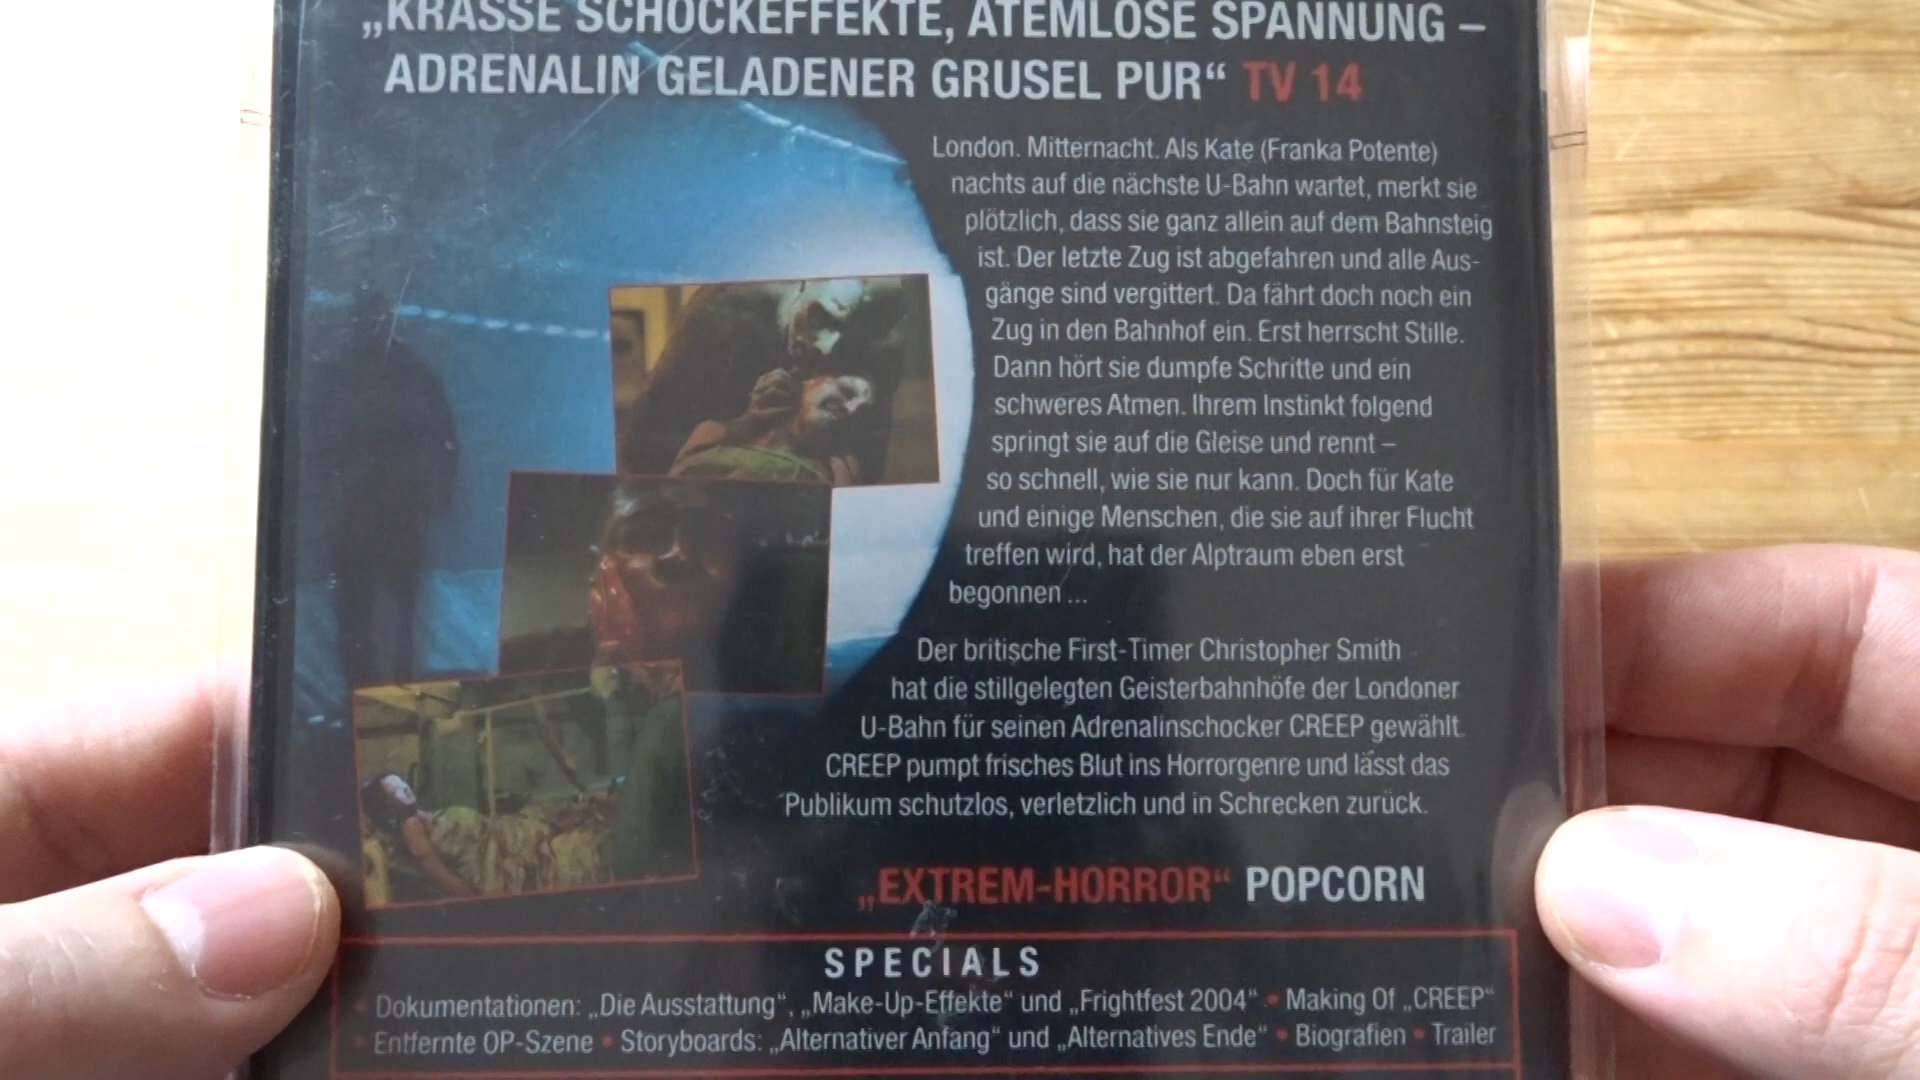 „KRASSE SCHOCKEFFEKTE, ATEMLOSE SPANNUNG –
ADRENALIN GELADENER GRUSEL PUR“ TV 14
London. Mitternacht. Als Kate (Franka Potente)
nachts auf die nächste U-Bahn wartet, merkt sie
plötzlich, dass sie ganz allein auf dem Bahnsteig
ist. Der letzte Zug ist abgefahren und alle Aus-
gänge sind vergittert. Da fährt doch noch ein
Zug in den Bahnhof ein. Erst herrscht Stille.
Dann hört sie dumpfe Schritte und ein
schweres Atmen. Ihrem Instinkt folgend
springt sie auf die Gleise und rennt –
so schnell, wie sie nur kann. Doch für Kate
und einige Menschen, die sie auf ihrer Flucht
treffen wird, hat der Alptraum eben erst
begonnen ...
Der britische First-Timer Christopher Smith
hat die stillgelegten Geisterbahnhöfe der Londoner
U-Bahn für seinen Adrenalinschocker CREEP gewählt.
CREEP pumpt frisches Blut ins Horrorgenre und lässt das
Publikum schutzlos, verletzlich und in Schrecken zurück.
„EXTREM-HORROR“ POPCORN
SPECIALS
• Dokumentationen: „Die Ausstattung“, „Make-Up-Effekte“ und „Frightfest 2004“ • Making Of „CREEP“
• Entfernte OP-Szene • Storyboards: „Alternativer Anfang“ und „Alternatives Ende“ • Biografien • Trailer